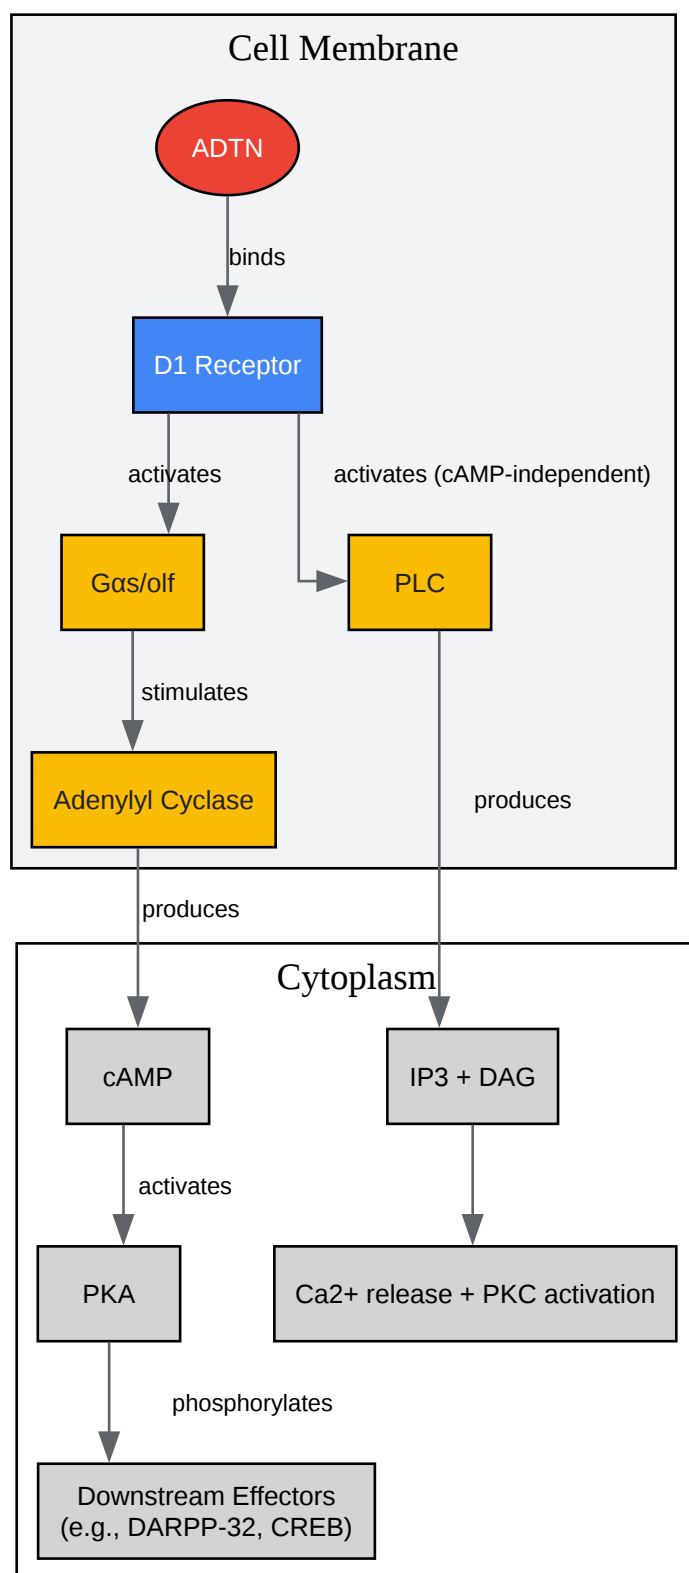 Cell Membrane
ADTN
binds
D1 Receptor
activates
activates (cAMP-independent)
Gαs/olf
PLC
stimulates
Adenylyl Cyclase
produces
produces
Cytoplasm
cAMP
IP3 + DAG
activates
PKA
Ca2+ release + PKC activation
phosphorylates
Downstream Effectors
(e.g., DARPP-32, CREB)